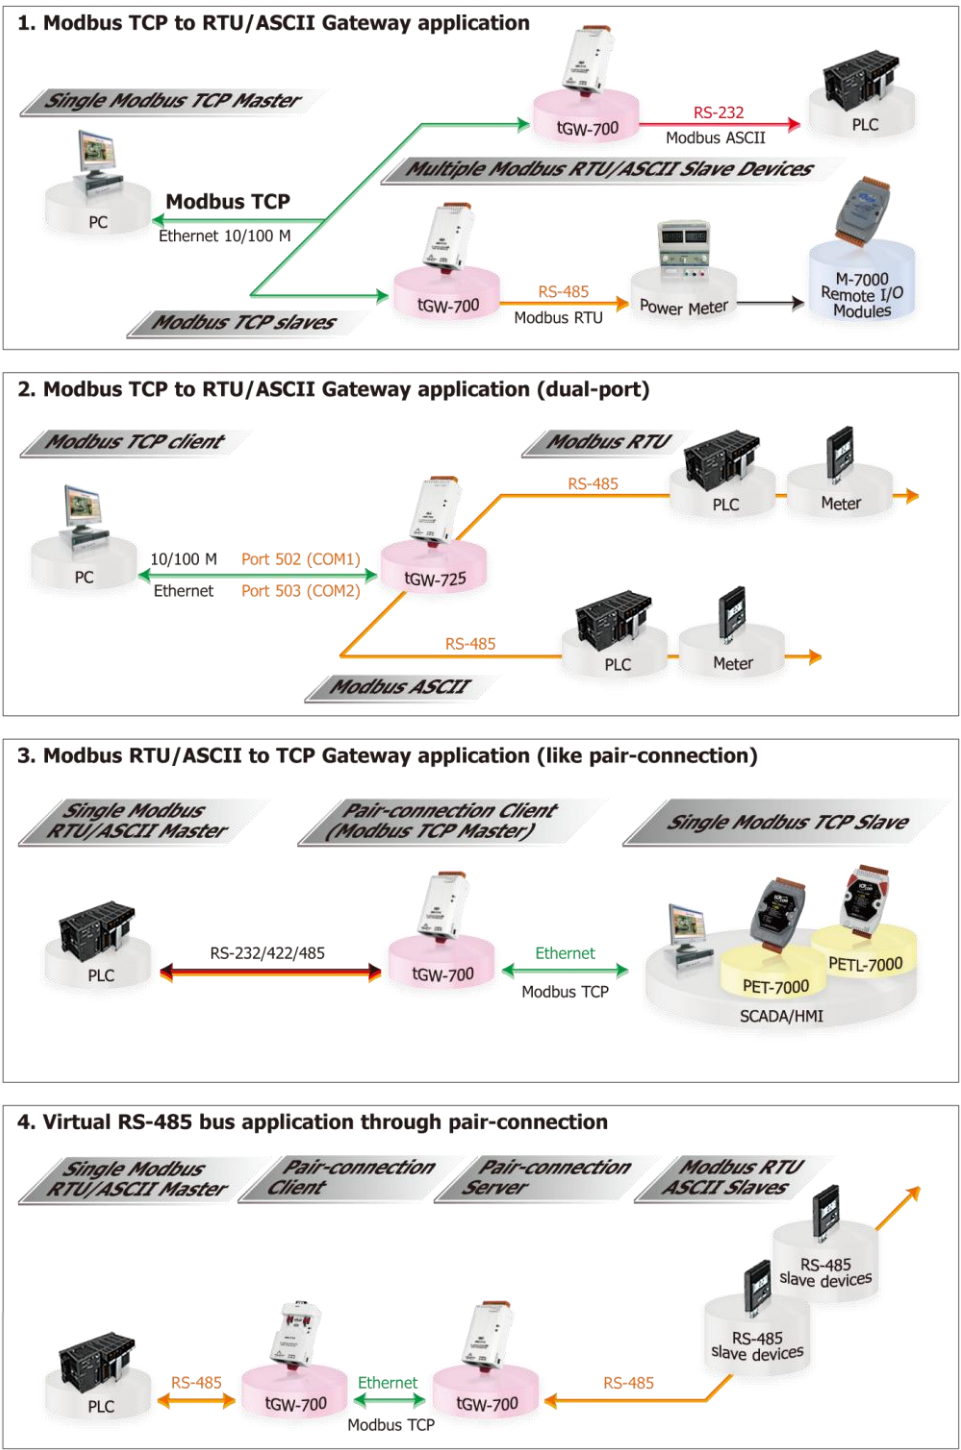 1. Modbus TCP to RTU/ASCII Gateway application
Single Modbus TCP Master
tGW-700
RS-232
Modbus ASCII
PLC
Multiple Modbus RTU/ASCII Slave Devices
PC
Modbus TCP
Ethernet 10/100 M
tGW-700
RS-485
Modbus RTU
Power Meter
M-7000
Remote I/O
Modules
Modbus TCP slaves
2. Modbus TCP to RTU/ASCII Gateway application (dual-port)
Modbus TCP client
Modbus RTU
RS-485
PLC
Meter
PC
10/100 M
Ethernet
Port 502 (COM1)
Port 503 (COM2)
tGW-725
RS-485
PLC
Meter
Modbus ASCII
3. Modbus RTU/ASCII to TCP Gateway application (like pair-connection)
Single Modbus
RTU/ASCII Master
Pair-connection Client
(Modbus TCP Master)
Single Modbus TCP Slave
PLC
RS-232/422/485
tGW-700
Ethernet
Modbus TCP
PET-7000
PETL-7000
SCADA/HMI
4. Virtual RS-485 bus application through pair-connection
Single Modbus
RTU/ASCII Master
Pair-connection
Client
Pair-connection
Server
Modbus RTU
ASCII Slaves
RS-485
slave devices
RS-485
slave devices
PLC
RS-485
tGW-700
Ethernet
Modbus TCP
tGW-700
RS-485